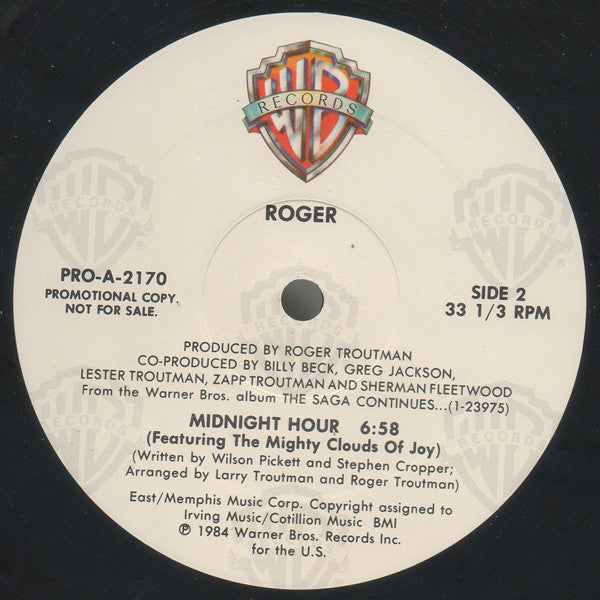 WB
RECORDS
ROGER
PRO-A-2170
PROMOTIONAL COPY.
NOT FOR SALE.
SIDE 2
33 1/3 RPM
PRODUCED BY ROGER TROUTMAN
CO-PRODUCED BY BILLY BECK, GREG JACKSON,
LESTER TROUTMAN, ZAPP TROUTMAN AND SHERMAN FLEETWOOD
From the Warner Bros. album THE SAGA CONTINUES...(1-23975)
MIDNIGHT HOUR 6:58
(Featuring The Mighty Clouds Of Joy)
(Written by Wilson Pickett and Stephen Cropper;
Arranged by Larry Troutman and Roger Troutman)
East/Memphis Music Corp. Copyright assigned to
Irving Music/Cotillion Music BMI
℗ 1984 Warner Bros. Records Inc.
for the U.S.